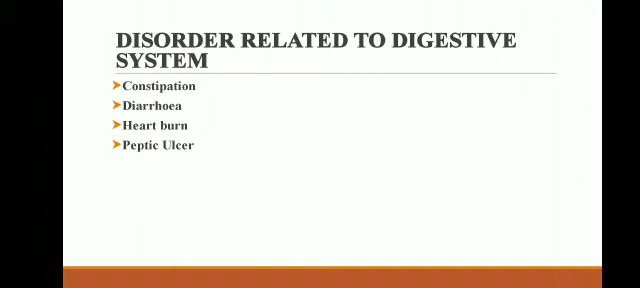 DISORDER RELATED TO DIGESTIVE
SYSTEM
➤Constipation
➤Diarrhoea
➤Heart burn
➤Peptic Ulcer